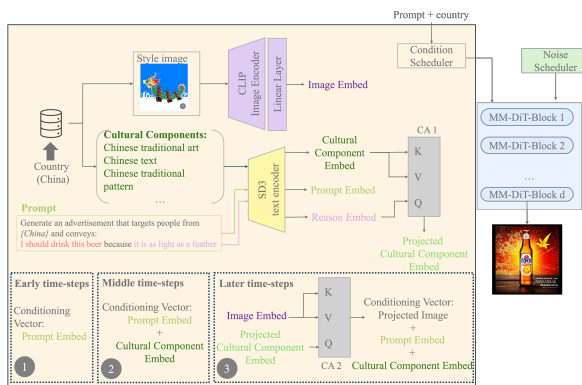 Prompt + country
Style image
CLIP
Image Encoder
Linear Layer
Image Embed
Condition
Scheduler
Noise
Scheduler
MM-DiT-Block 1
MM-DiT-Block 2
...
MM-DiT-Block d
Country
(China)
Cultural Components:
Chinese traditional art
Chinese text
Chinese traditional
pattern
...
SD3
text encoder
Cultural
Component
Embed
Prompt Embed
Reason Embed
CA 1
K
V
Q
Projected
Cultural Component
Embed
Prompt
Generate an advertisement that targets people from
{China} and conveys:
I should drink this beer because it is as light as a feather
Early time-steps
Conditioning
Vector:
Prompt Embed
1
Middle time-steps
Conditioning Vector:
Prompt Embed
+
Cultural Component
Embed
2
Later time-steps
Image Embed
Projected
Cultural Component
Embed
K
V
Q
CA 2
Conditioning Vector:
Projected Image
+
Prompt Embed
+
Cultural Component Embed
3